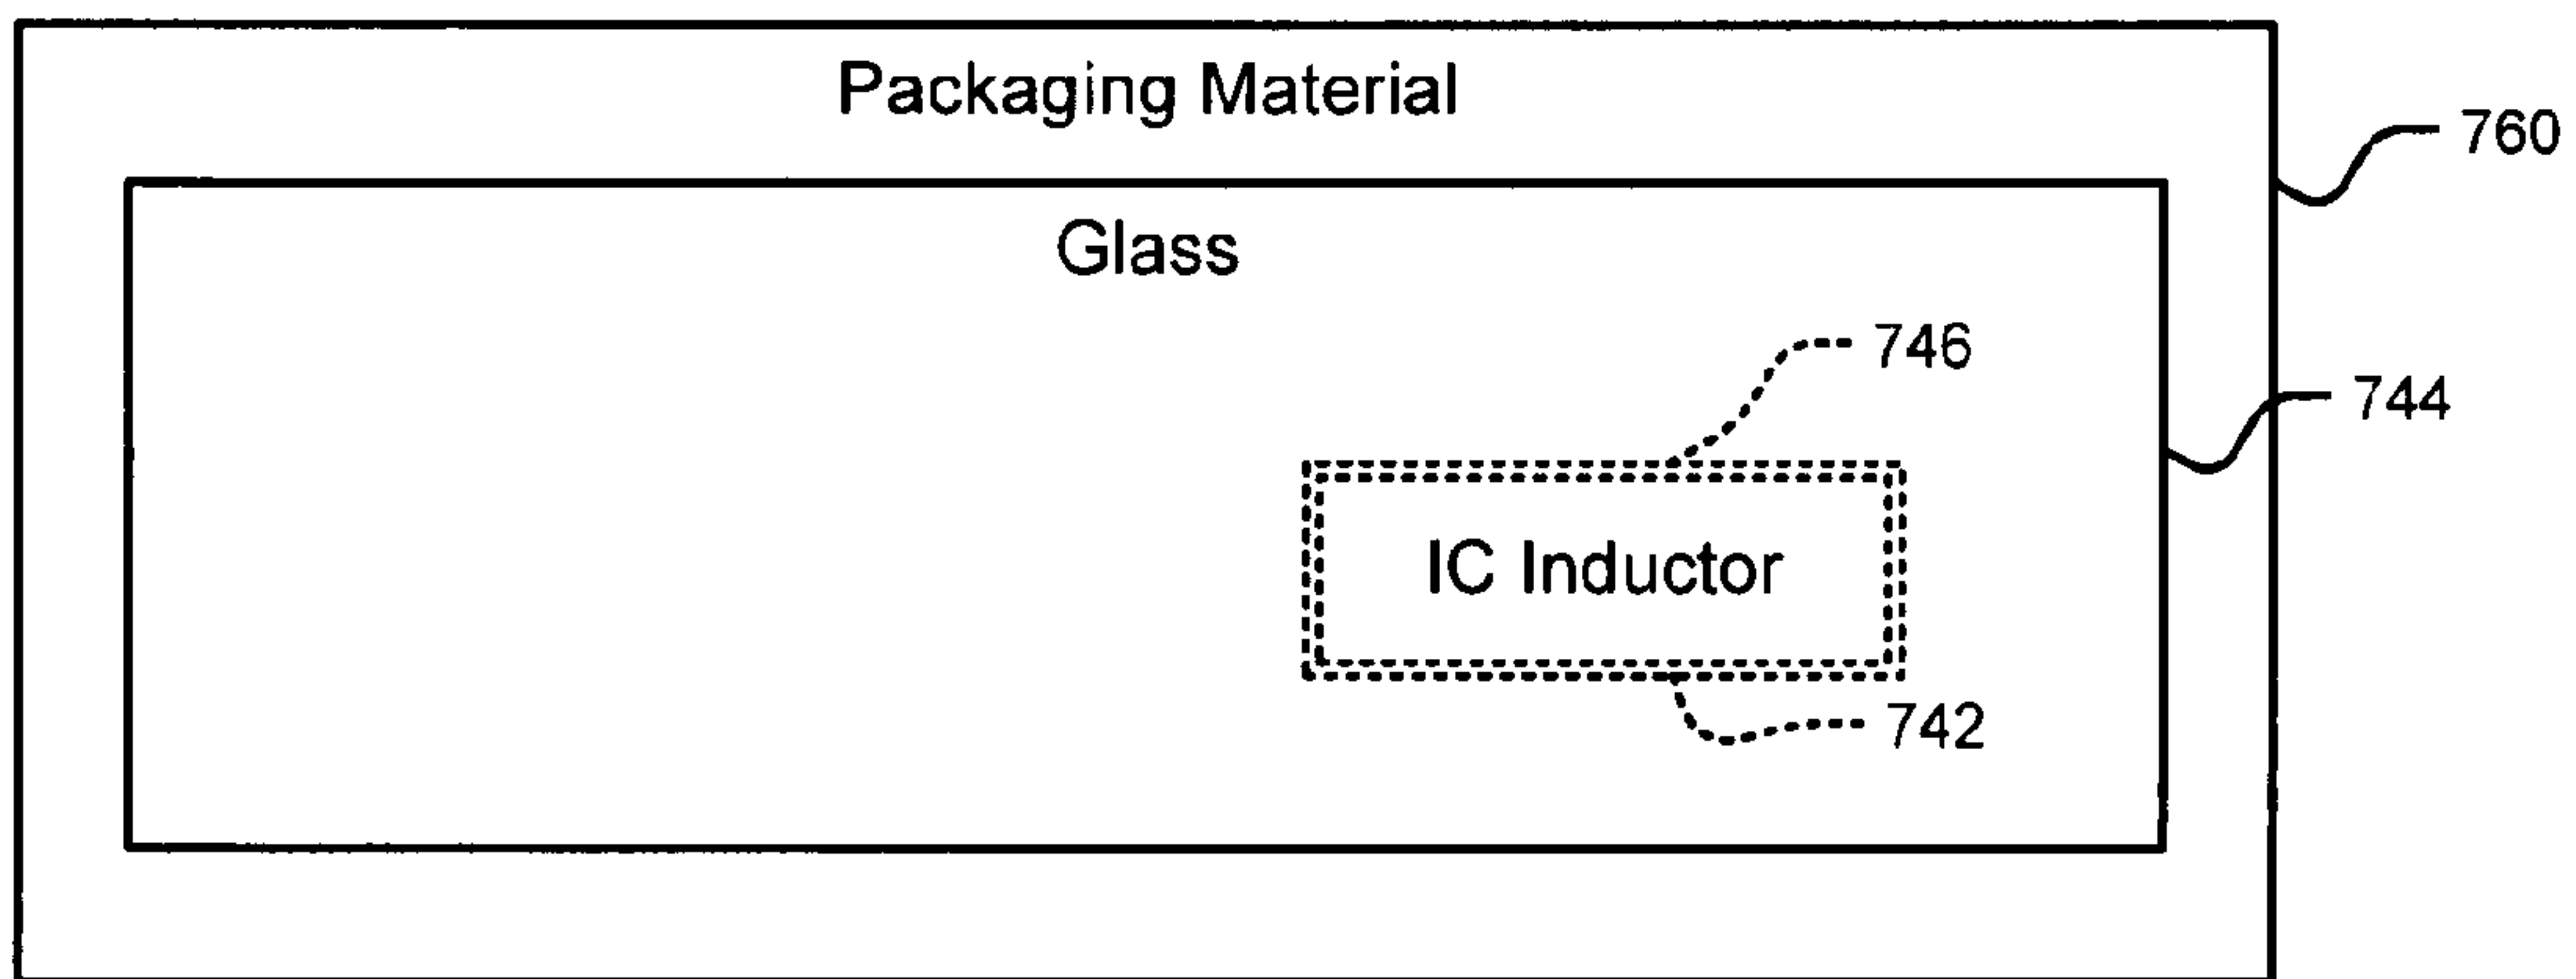 Packaging Material
760
Glass
746
744
IC Inductor
742